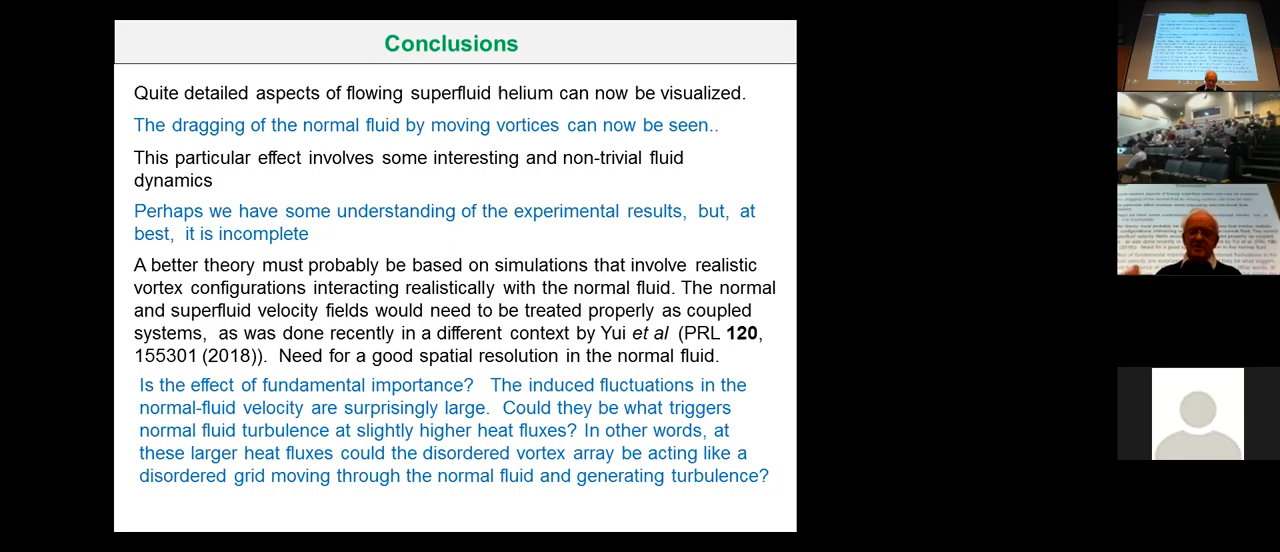 Conclusions
Quite detailed aspects of flowing superfluid helium can now be visualized.
The dragging of the normal fluid by moving vortices can now be seen..
This particular effect involves some interesting and non-trivial fluid
dynamics
Perhaps we have some understanding of the experimental results, but, at
best, it is incomplete
A better theory must probably be based on simulations that involve realistic
vortex configurations interacting realistically with the normal fluid. The normal
and superfluid velocity fields would need to be treated properly as coupled
systems, as was done recently in a different context by Yui et al (PRL 120,
155301 (2018)). Need for a good spatial resolution in the normal fluid.
Is the effect of fundamental importance? The induced fluctuations in the
normal-fluid velocity are surprisingly large. Could they be what triggers
normal fluid turbulence at slightly higher heat fluxes? In other words, at
these larger heat fluxes could the disordered vortex array be acting like a
disordered grid moving through the normal fluid and generating turbulence?